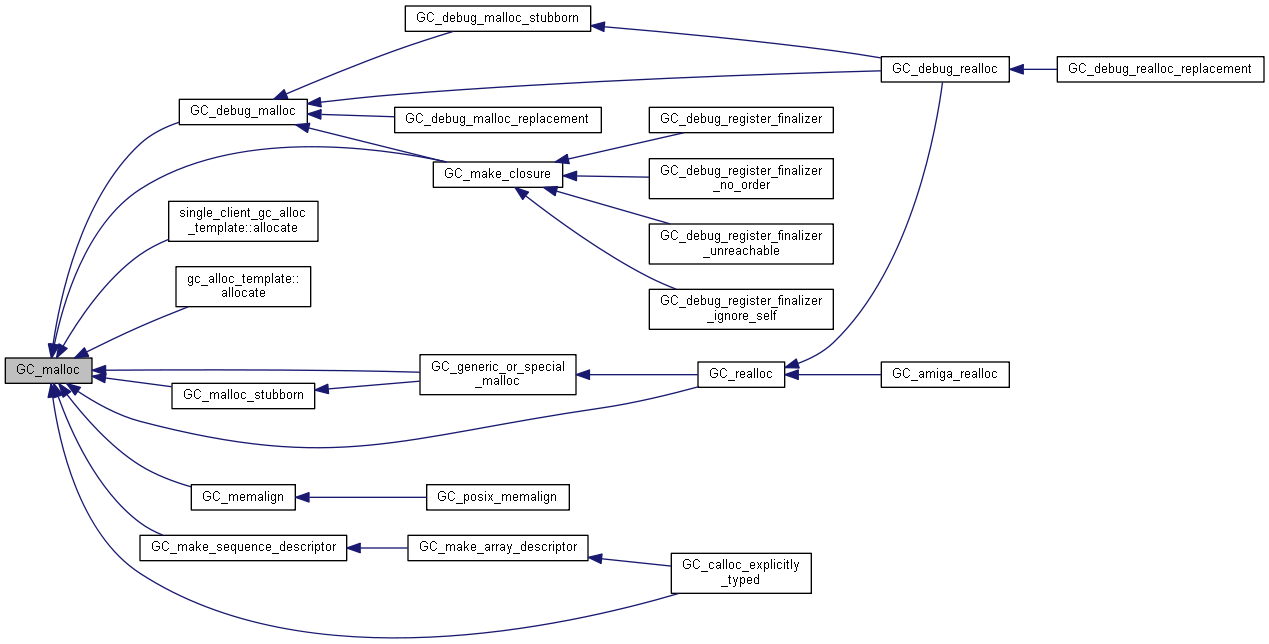 GC_debug_malloc_stubborn
GC_debug_realloc
GC_debug_realloc_replacement
GC_debug_malloc
GC_debug_malloc_replacement
GC_debug_register_finalizer
GC_make_closure
GC_debug_register_finalizer
_no_order
single_client_gc_alloc
_template::allocate
GC_debug_register_finalizer
_unreachable
gc_alloc_template::
allocate
GC_debug_register_finalizer
_ignore_self
GC_malloc
GC_generic_or_special
_malloc
GC_realloc
GC_amiga_realloc
GC_malloc_stubborn
GC_memalign
GC_posix_memalign
GC_make_sequence_descriptor
GC_make_array_descriptor
GC_calloc_explicitly
_typed